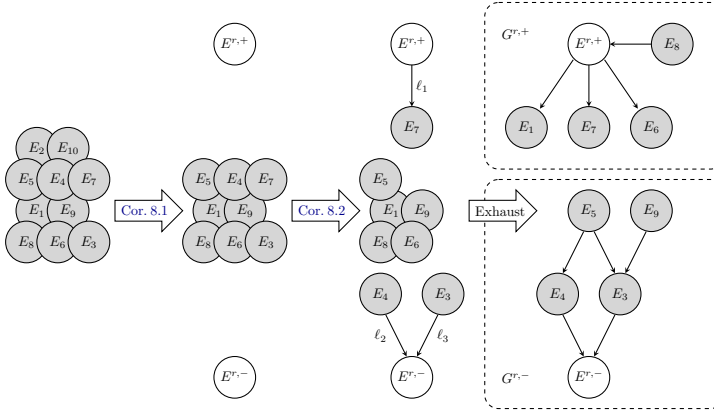 E^{r,+}
E^{r,+}
G^{r,+}
E^{r,+}
E_8
ℓ_1
E_7
E_1
E_7
E_6
E_2
E_10
E_5
E_4
E_7
E_1
E_9
E_8
E_6
E_3
Cor. 8.1
E_5
E_4
E_7
E_1
E_9
E_8
E_6
E_3
Cor. 8.2
E_5
E_1
E_9
E_8
E_6
Exhaust
E_5
E_9
E_4
E_3
E_4
E_3
ℓ_2
ℓ_3
E^{r,-}
E^{r,-}
G^{r,-}
E^{r,-}